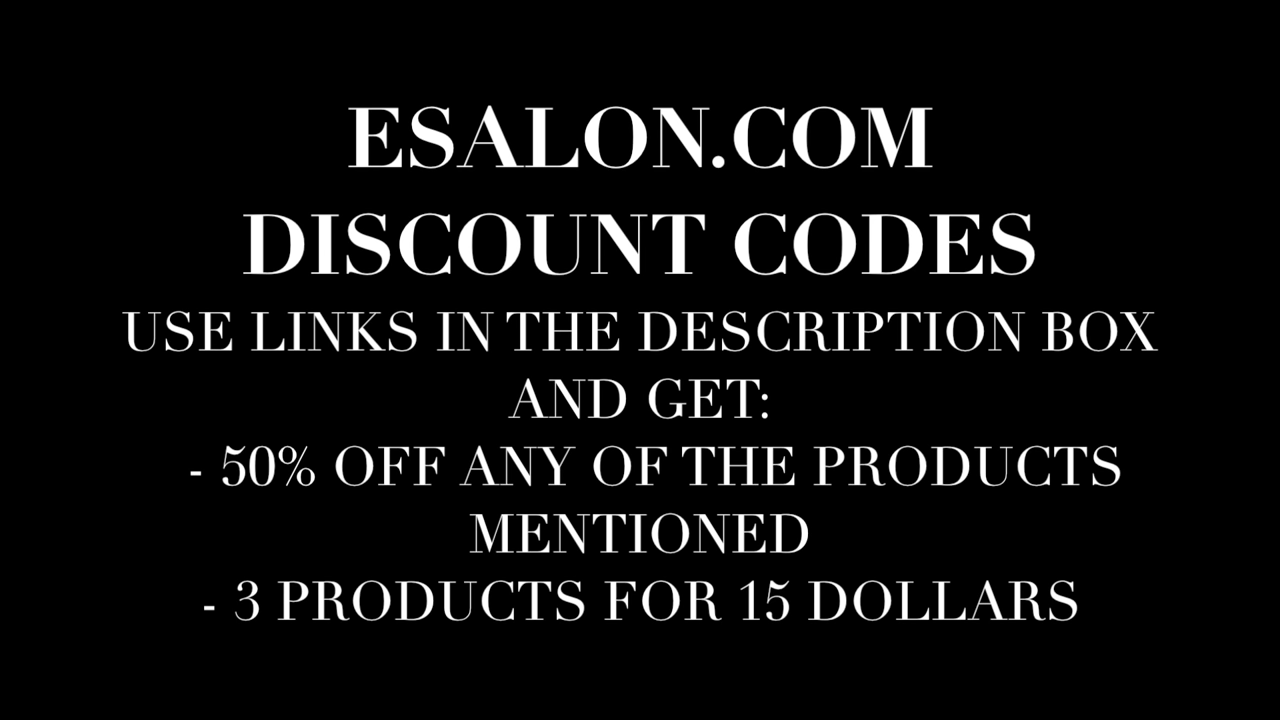 ESALON.COM
DISCOUNT CODES
USE LINKS IN THE DESCRIPTION BOX
AND GET:
- 50% OFF ANY OF THE PRODUCTS
MENTIONED
- 3 PRODUCTS FOR 15 DOLLARS